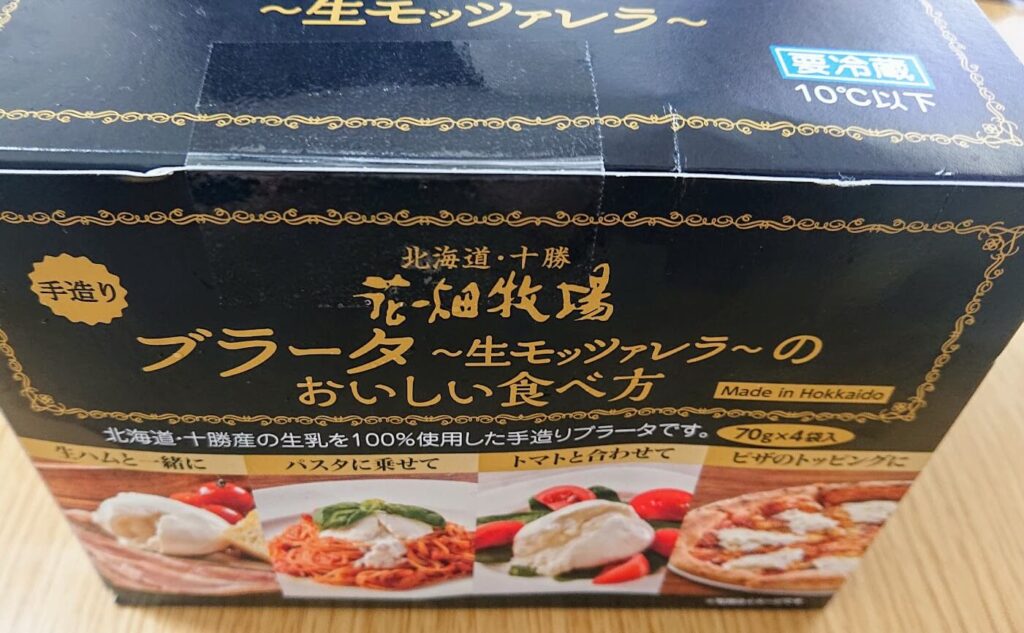 ~生モッツァレラ~
要冷蔵
10℃以下
手造り
北海道・十勝
花畑牧場
ブラータ~生モッツァレラ~の
おいしい食べ方
Made in Hokkaido
北海道・十勝産の生乳を100%使用した手造りブラータです。
70g×4袋入
生ハムと一緒に
パスタに乗せて
トマトと合わせて
ピザのトッピングに